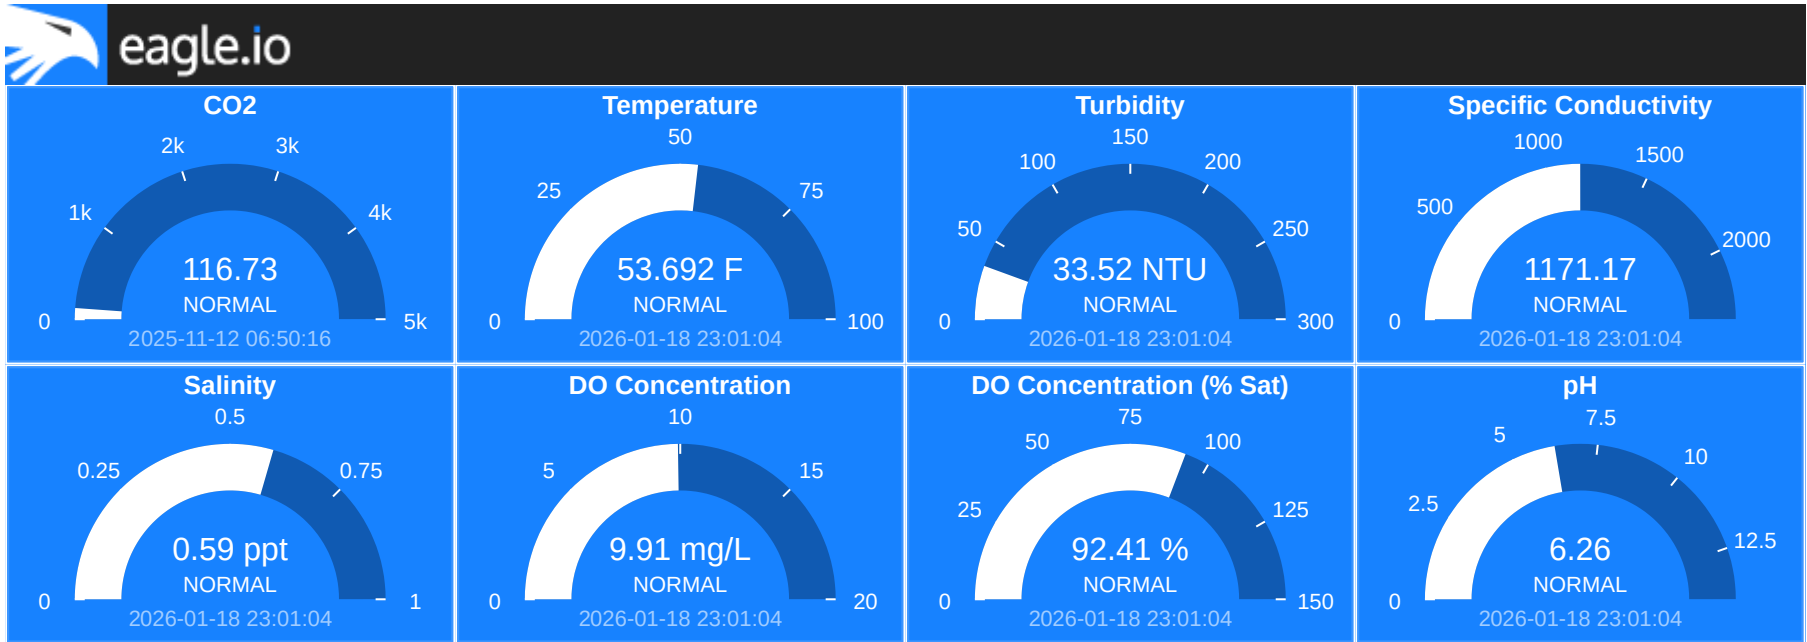 eagle.io
CO2
0
1k
2k
3k
4k
5k
116.73
NORMAL
2025-11-12 06:50:16
Temperature
0
25
50
75
100
53.692 F
NORMAL
2026-01-18 23:01:04
Turbidity
0
50
100
150
200
250
300
33.52 NTU
NORMAL
2026-01-18 23:01:04
Specific Conductivity
0
500
1000
1500
2000
1171.17
NORMAL
2026-01-18 23:01:04
Salinity
0
0.25
0.5
0.75
1
0.59 ppt
NORMAL
2026-01-18 23:01:04
DO Concentration
0
5
10
15
20
9.91 mg/L
NORMAL
2026-01-18 23:01:04
DO Concentration (% Sat)
0
25
50
75
100
125
150
92.41 %
NORMAL
2026-01-18 23:01:04
pH
0
2.5
5
7.5
10
12.5
6.26
NORMAL
2026-01-18 23:01:04